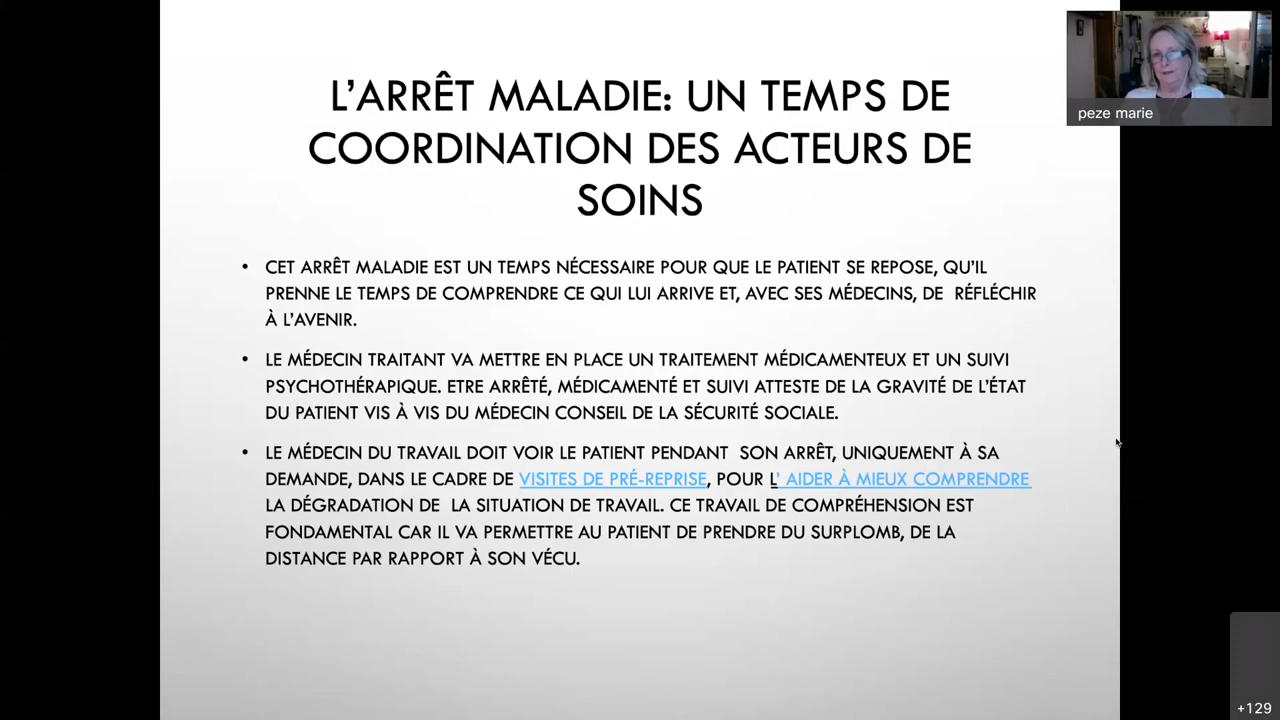 L'ARRÊT MALADIE: UN TEMPS DE
COORDINATION DES ACTEURS DE
SOINS
peze marie
• CET ARRÊT MALADIE EST UN TEMPS NÉCESSAIRE POUR QUE LE PATIENT SE REPOSE, QU'IL
PRENNE LE TEMPS DE COMPRENDRE CE QUI LUI ARRIVE ET, AVEC SES MÉDECINS, DE RÉFLÉCHIR
À L'AVENIR.
• LE MÉDECIN TRAITANT VA METTRE EN PLACE UN TRAITEMENT MÉDICAMENTEUX ET UN SUIVI
PSYCHOTHÉRAPIQUE. ETRE ARRÊTÉ, MÉDICAMENTÉ ET SUIVI ATTESTE DE LA GRAVITÉ DE L'ÉTAT
DU PATIENT VIS À VIS DU MÉDECIN CONSEIL DE LA SÉCURITÉ SOCIALE.
• LE MÉDECIN DU TRAVAIL DOIT VOIR LE PATIENT PENDANT SON ARRÊT, UNIQUEMENT À SA
DEMANDE, DANS LE CADRE DE VISITES DE PRÉ-REPRISE, POUR L' AIDER À MIEUX COMPRENDRE
LA DÉGRADATION DE LA SITUATION DE TRAVAIL. CE TRAVAIL DE COMPRÉHENSION EST
FONDAMENTAL CAR IL VA PERMETTRE AU PATIENT DE PRENDRE DU SURPLOMB, DE LA
DISTANCE PAR RAPPORT À SON VÉCU.
+129